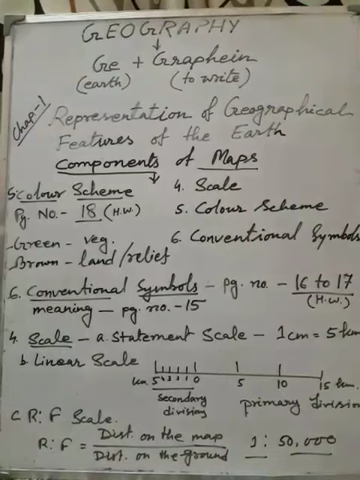 GEOGRAPHY
↓
Ge + Graphein
(earth) (to write)
Chap-1
Representation of Geographical
Features of the Earth
Components of Maps
↓
5. Colour Scheme 4. Scale
Pg. No.- 18 (H.W.) 5. Colour Scheme
Green - veg. 6. Conventional Symbols
Brown - land/relief
6. Conventional Symbols - pg. no. - 16 to 17
meaning - pg. no. - 15 (H.W.)
4. Scale - a. Statement Scale - 1cm = 5km
b. Linear Scale
km 5 0 5 10 15 km
secondary division primary division
C. R:F Scale.
R:F = Dist. on the map 1 : 50,000
Dist. on the ground